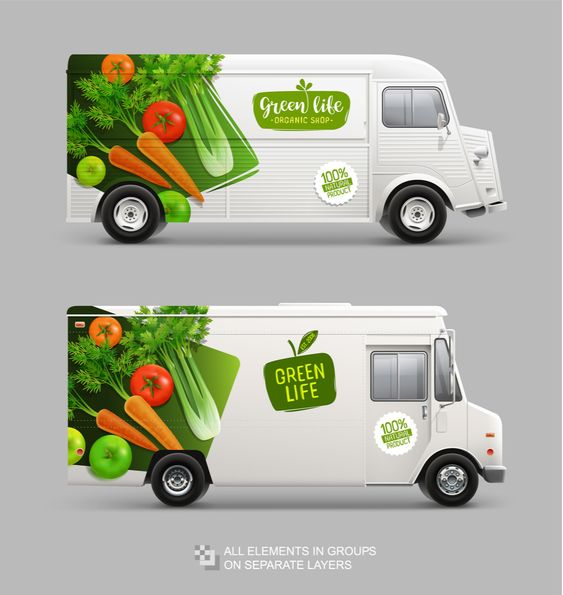 Green life
- ORGANIC SHOP -
100%
NATURAL
PRODUCT
GREEN
LIFE
100%
NATURAL
PRODUCT
ALL ELEMENTS IN GROUPS
ON SEPARATE LAYERS